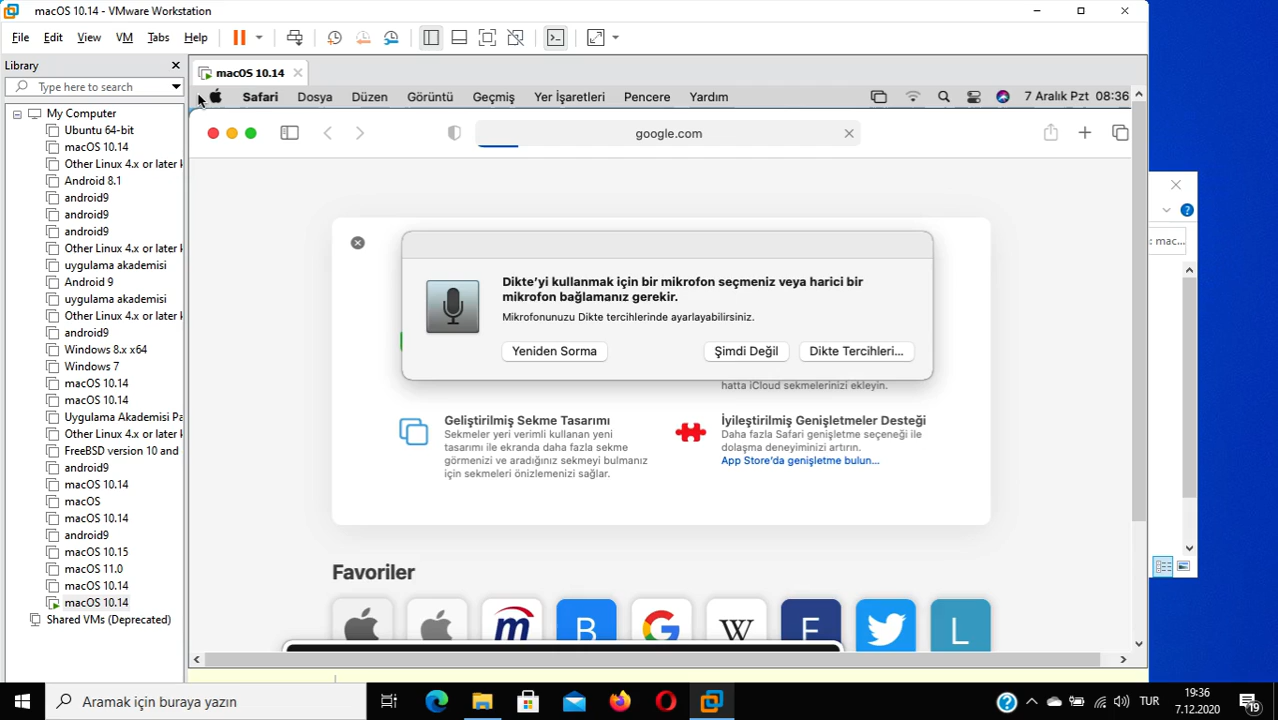 macOS 10.14 - VMware Workstation
File Edit View VM Tabs Help
Library
Type here to search
My Computer
Ubuntu 64-bit
macOS 10.14
Other Linux 4.x or later k
Android 8.1
android9
android9
android9
Other Linux 4.x or later k
uygulama akademisi
Android 9
uygulama akademisi
Other Linux 4.x or later k
android9
Windows 8.x x64
Windows 7
macOS 10.14
macOS 10.14
Uygulama Akademisi Pa
Other Linux 4.x or later k
FreeBSD version 10 and
android9
macOS 10.14
macOS
macOS 10.14
android9
macOS 10.15
macOS 11.0
macOS 10.14
macOS 10.14
Shared VMs (Deprecated)
macOS 10.14
Safari Dosya Düzen Görüntü Geçmiş Yer İşaretleri Pencere Yardım 7 Aralık Pzt 08:36
google.com
Dikte'yi kullanmak için bir mikrofon seçmeniz veya harici bir
mikrofon bağlamanız gerekir.
Mikrofonunuzu Dikte tercihlerinde ayarlayabilirsiniz.
Yeniden Sorma Şimdi Değil Dikte Tercihleri...
hatta iCloud sekmelerinizi ekleyin.
Geliştirilmiş Sekme Tasarımı
Sekmeler yeri verimli kullanan yeni
tasarımı ile ekranda daha fazla sekme
görmenizi ve aradığınız sekmeyi bulmanız
için sekmeleri önizlemenizi sağlar.
İyileştirilmiş Genişletmeler Desteği
Daha fazla Safari genişletme seçeneği ile
dolaşma deneyiminizi artırın.
App Store'da genişletme bulun...
Favoriler
m B G W F L
: mac...
Aramak için buraya yazın
TUR
19:36
7.12.2020
19